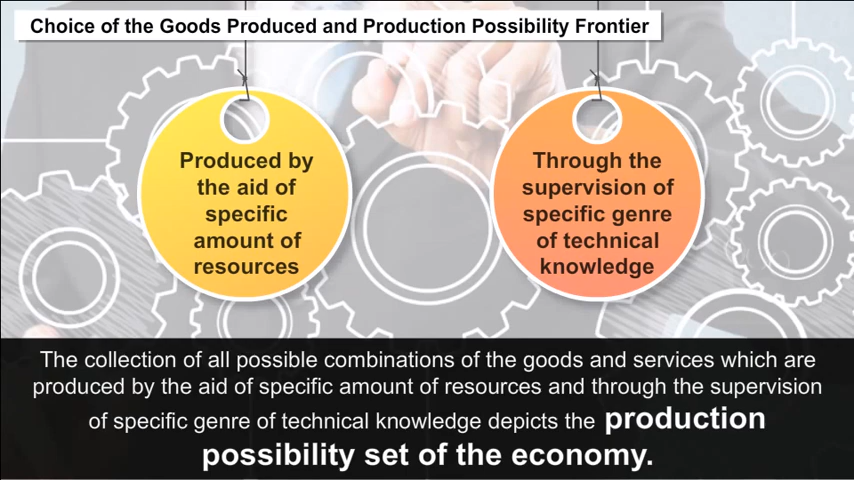 Choice of the Goods Produced and Production Possibility Frontier
Produced by
the aid of
specific
amount of
resources
Through the
supervision of
specific genre
of technical
knowledge
The collection of all possible combinations of the goods and services which are
produced by the aid of specific amount of resources and through the supervision
of specific genre of technical knowledge depicts the production
possibility set of the economy.